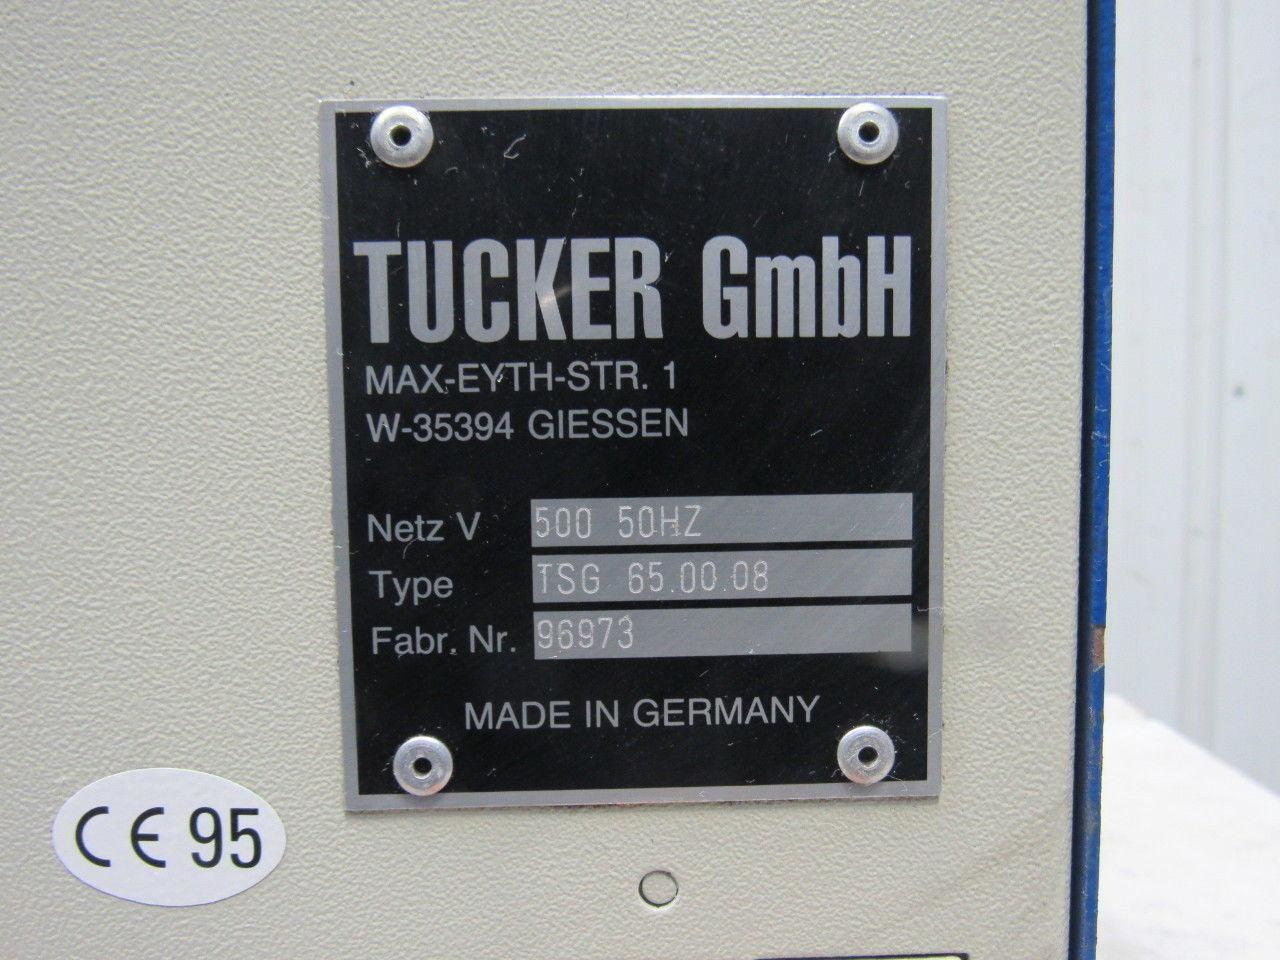 TUCKER GmbH
MAX-EYTH-STR. 1
W-35394 GIESSEN
Netz V 500 50HZ
Type TSG 65.00.08
Fabr. Nr. 96973
MADE IN GERMANY
CE 95